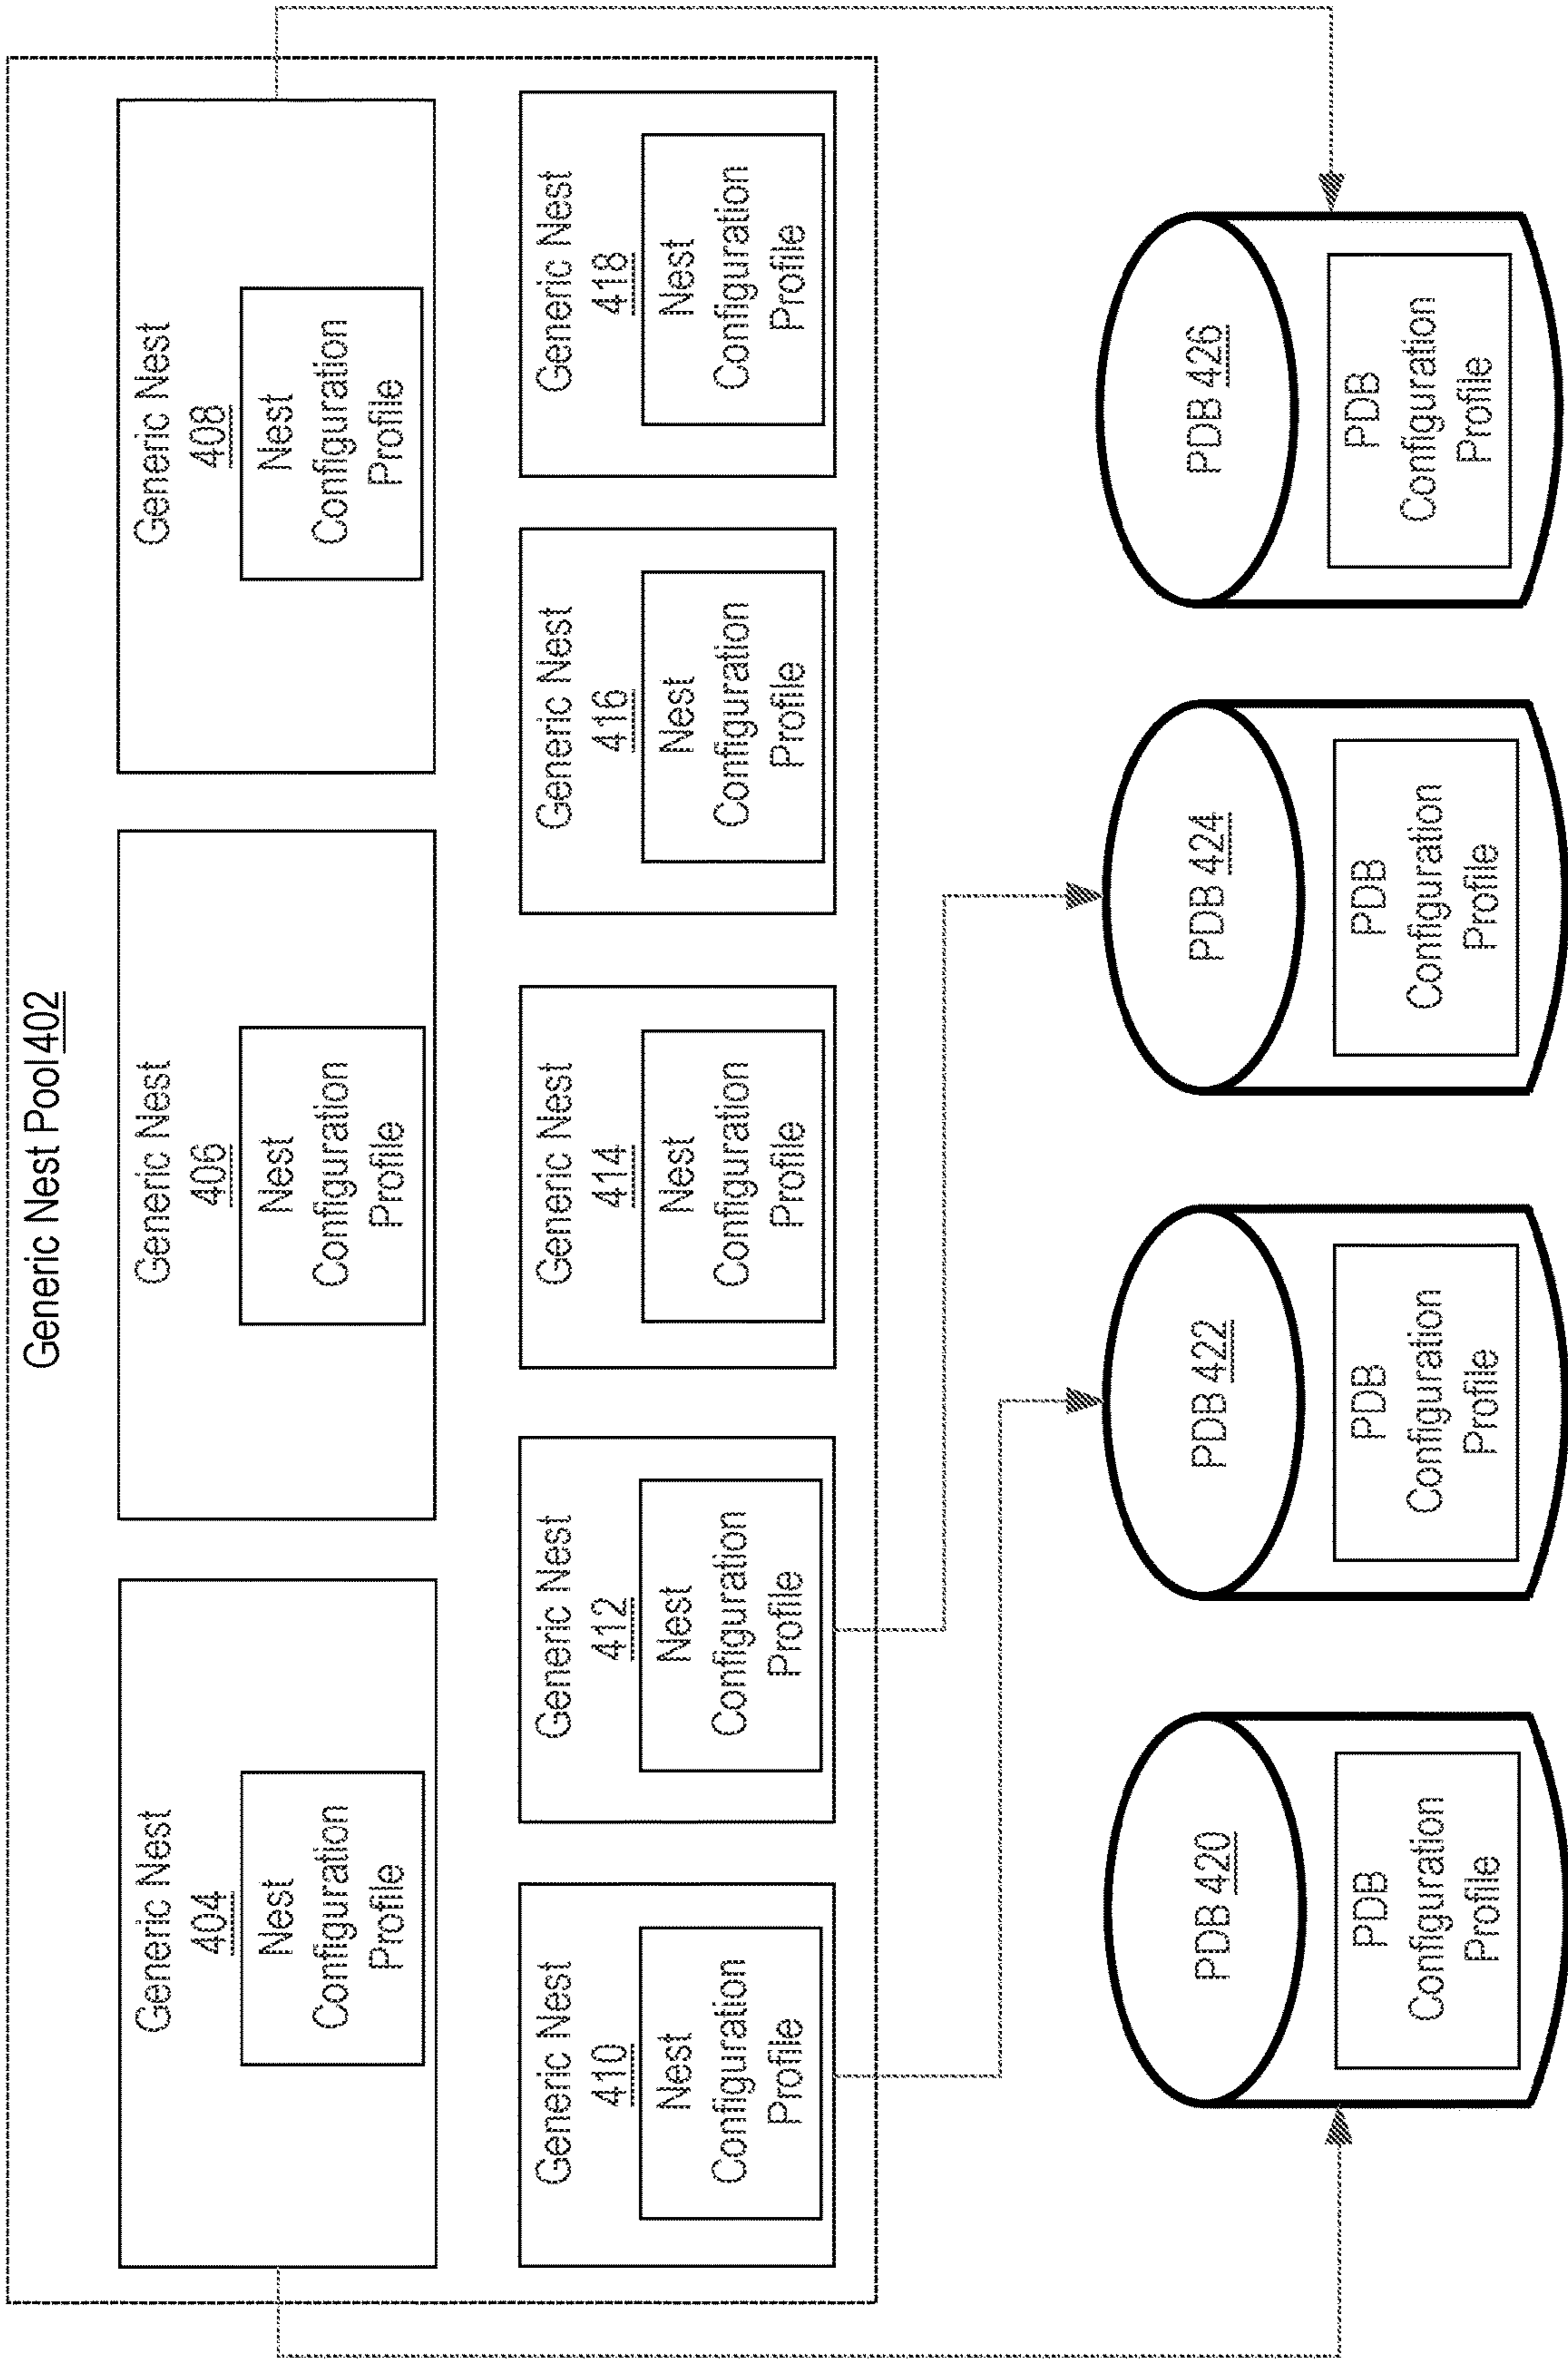 Generic Nest Pool 402
Generic Nest
404
Nest
Configuration
Profile
Generic Nest
406
Nest
Configuration
Profile
Generic Nest
408
Nest
Configuration
Profile
Generic Nest
410
Nest
Configuration
Profile
Generic Nest
412
Nest
Configuration
Profile
Generic Nest
414
Nest
Configuration
Profile
Generic Nest
416
Nest
Configuration
Profile
Generic Nest
418
Nest
Configuration
Profile
PDB 420
PDB
Configuration
Profile
PDB 422
PDB
Configuration
Profile
PDB 424
PDB
Configuration
Profile
PDB 426
PDB
Configuration
Profile